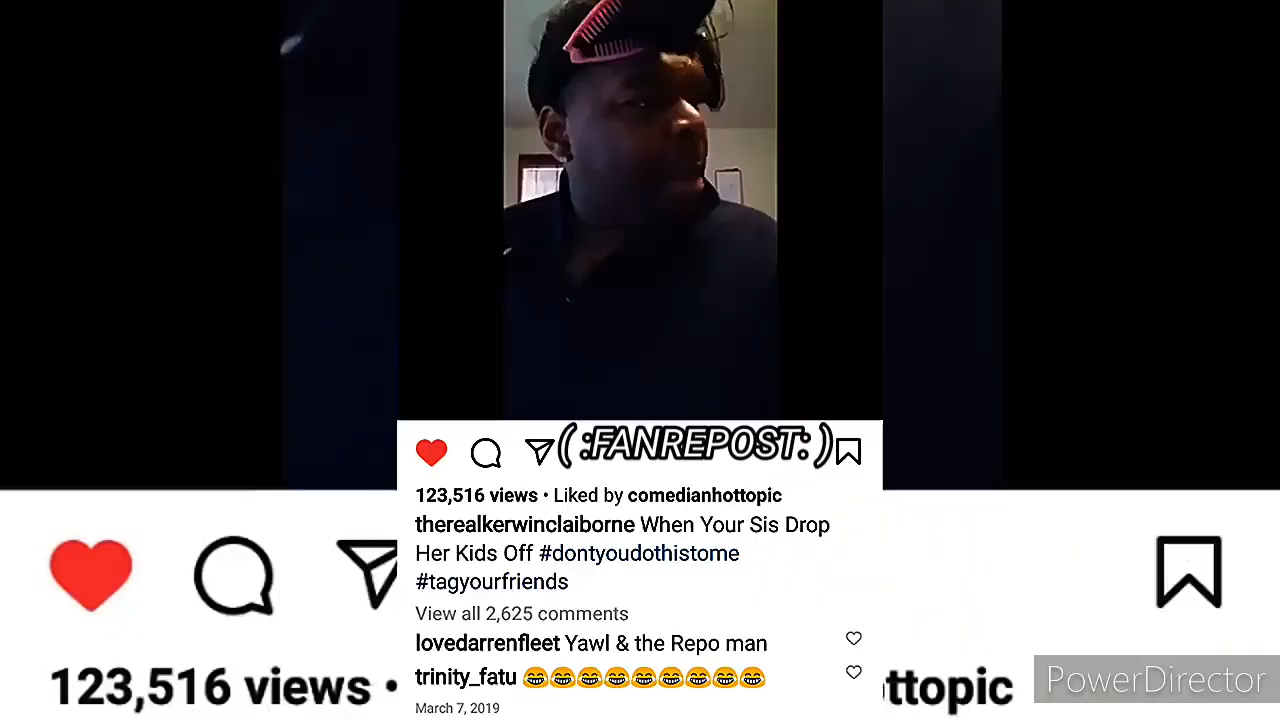 ( :FANREPOST: )
123,516 views • Liked by comedianhottopic
therealkerwinclaiborne When Your Sis Drop
Her Kids Off #dontyoudothistome
#tagyourfriends
View all 2,625 comments
lovedarrenfleet Yawl & the Repo man
trinity_fatu 😂😂😂😂😂😂😂😂😂
March 7, 2019
123,516 views •
ttopic
PowerDirector